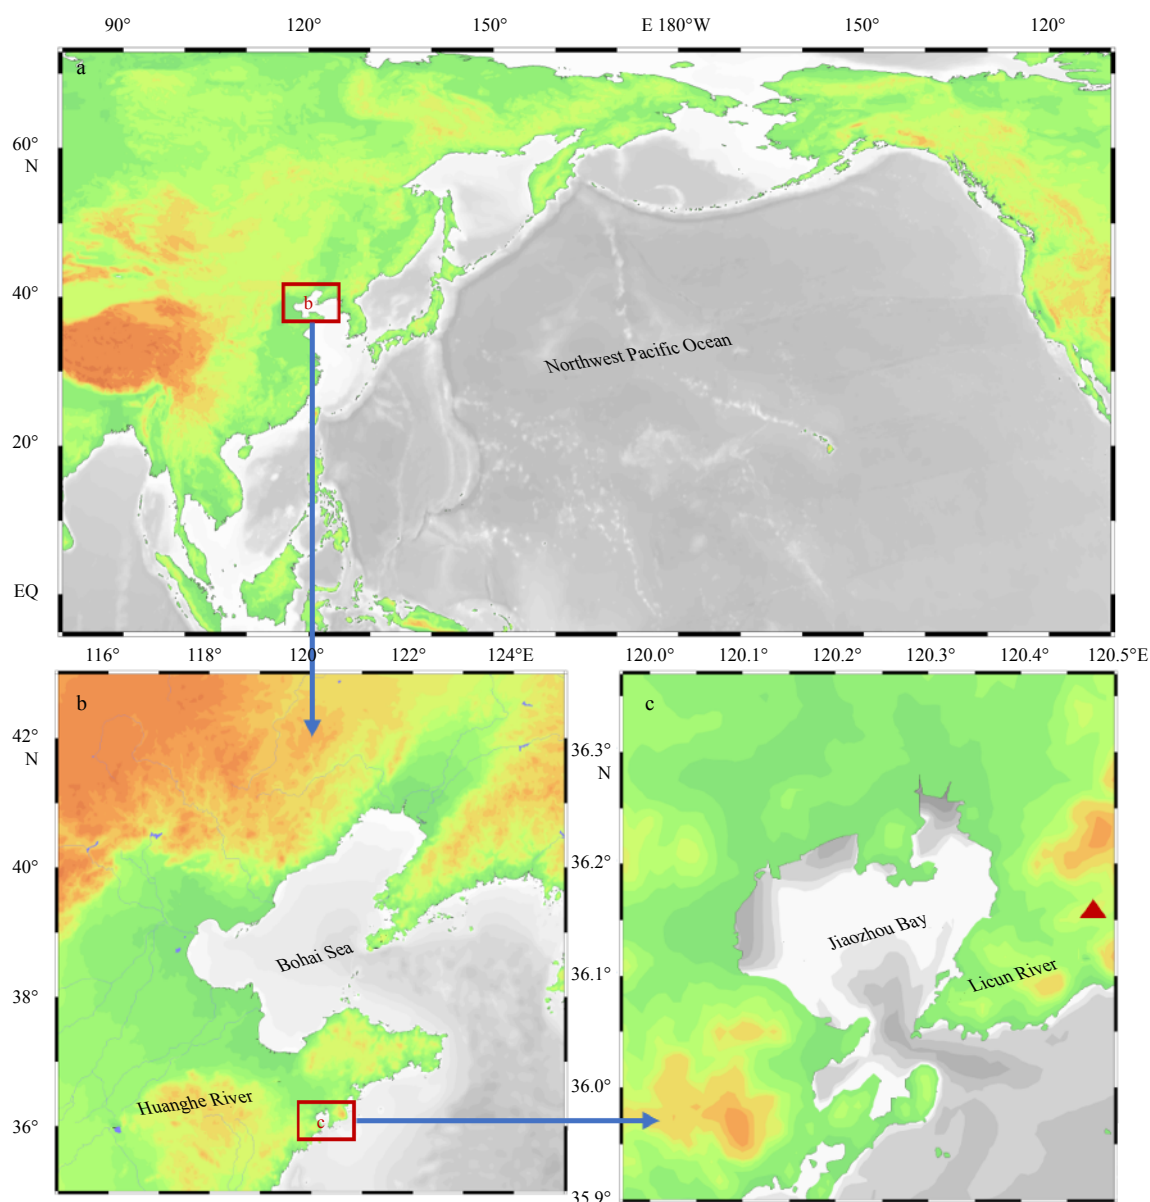 90° 120° 150° E 180°W 150° 120°
a
60°
N
40°
b
Northwest Pacific Ocean
20°
EQ
116° 118° 120° 122° 124°E
b
42°
N
40°
Bohai Sea
38°
Huanghe River
36°
c
120.0° 120.1° 120.2° 120.3° 120.4° 120.5°E
c
36.3°
N
36.2°
Jiaozhou Bay
Licun River
36.1°
36.0°
35.9°